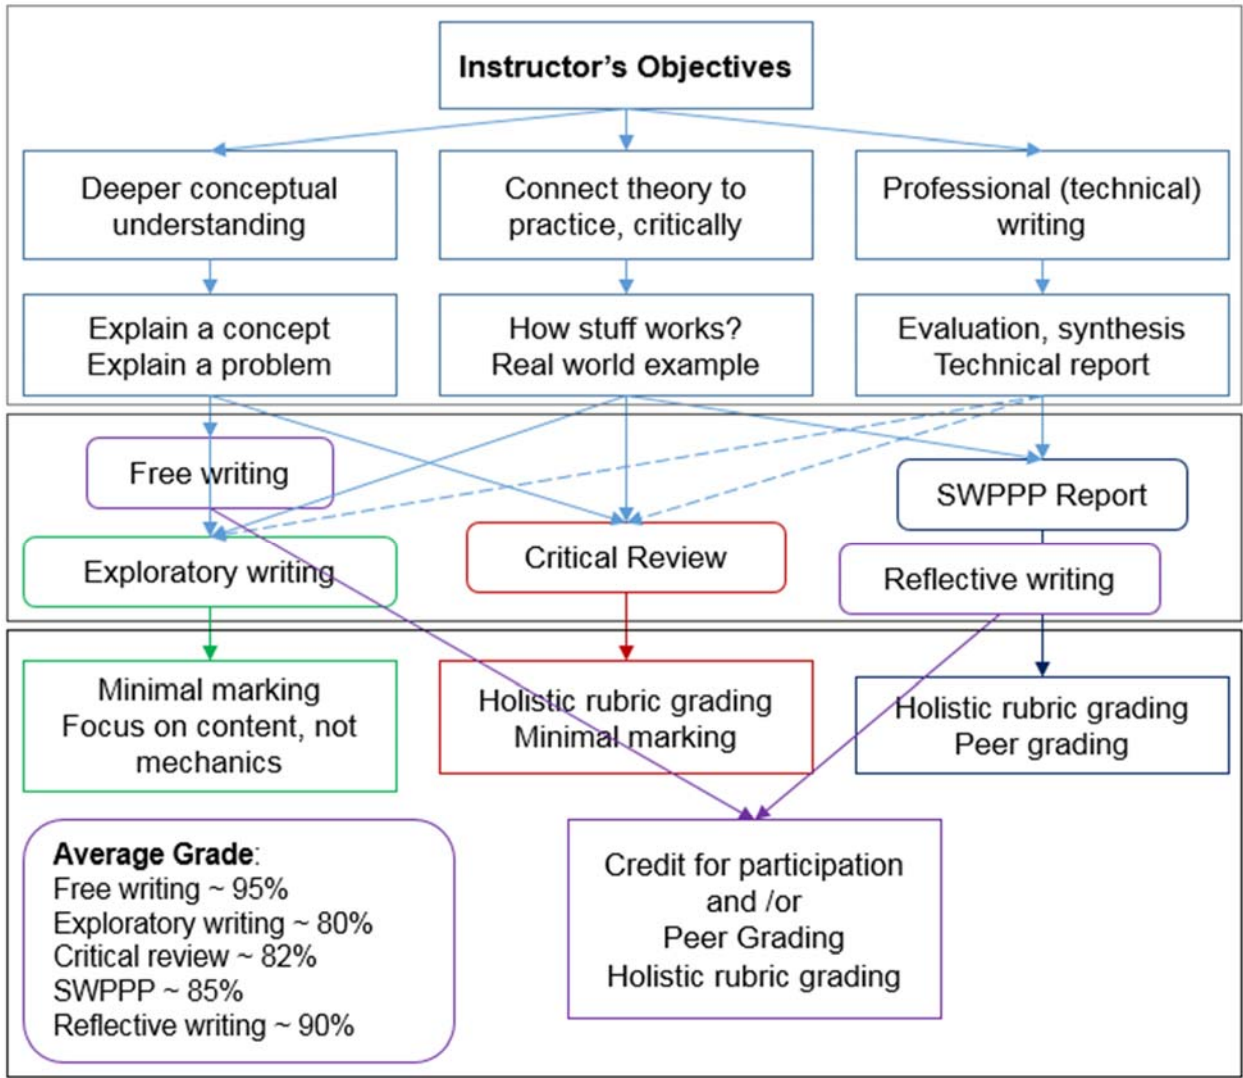 Instructor’s Objectives
Deeper conceptual
understanding
Connect theory to
practice, critically
Professional (technical)
writing
Explain a concept
Explain a problem
How stuff works?
Real world example
Evaluation, synthesis
Technical report
Free writing
SWPPP Report
Exploratory writing
Critical Review
Reflective writing
Minimal marking
Focus on content, not
mechanics
Holistic rubric grading
Minimal marking
Holistic rubric grading
Peer grading
Average Grade:
Free writing ~ 95%
Exploratory writing ~ 80%
Critical review ~ 82%
SWPPP ~ 85%
Reflective writing ~ 90%
Credit for participation
and /or
Peer Grading
Holistic rubric grading